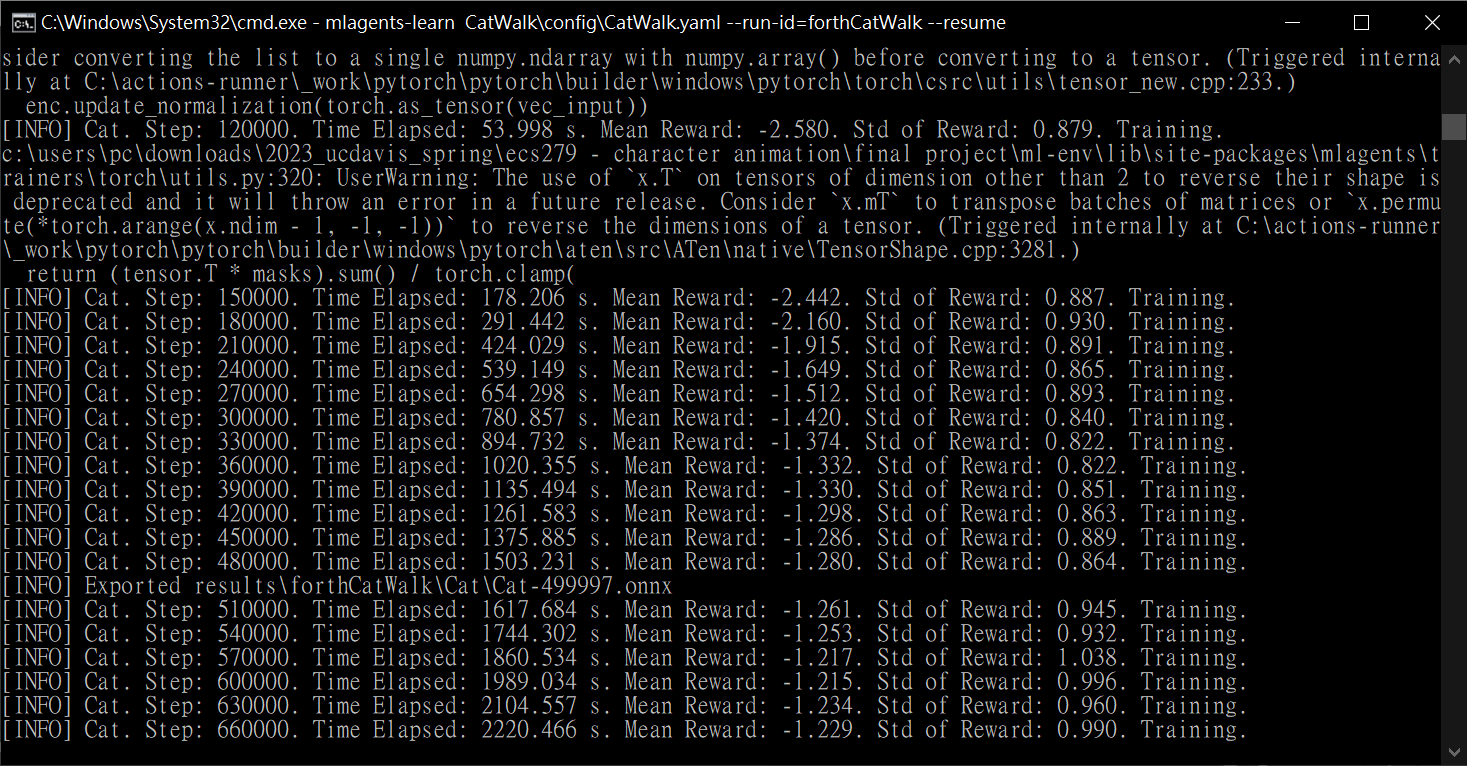 C:\Windows\System32\cmd.exe - mlagents-learn  CatWalk\config\CatWalk.yaml --run-id=forthCatWalk --resume
sider converting the list to a single numpy.ndarray with numpy.array() before converting to a tensor. (Triggered interna
lly at C:\actions-runner\_work\pytorch\pytorch\builder\windows\pytorch\torch\csrc\utils\tensor_new.cpp:233.)
  enc.update_normalization(torch.as_tensor(vec_input))
[INFO] Cat. Step: 120000. Time Elapsed: 53.998 s. Mean Reward: -2.580. Std of Reward: 0.879. Training.
c:\users\pc\downloads\2023_ucdavis_spring\ecs279 - character animation\final project\ml-env\lib\site-packages\mlagents\t
rainers\torch\utils.py:320: UserWarning: The use of `x.T` on tensors of dimension other than 2 to reverse their shape is
 deprecated and it will throw an error in a future release. Consider `x.mT` to transpose batches of matrices or `x.permu
te(*torch.arange(x.ndim - 1, -1, -1))` to reverse the dimensions of a tensor. (Triggered internally at C:\actions-runner
\_work\pytorch\pytorch\builder\windows\pytorch\aten\src\ATen\native\TensorShape.cpp:3281.)
  return (tensor.T * masks).sum() / torch.clamp(
[INFO] Cat. Step: 150000. Time Elapsed: 178.206 s. Mean Reward: -2.442. Std of Reward: 0.887. Training.
[INFO] Cat. Step: 180000. Time Elapsed: 291.442 s. Mean Reward: -2.160. Std of Reward: 0.930. Training.
[INFO] Cat. Step: 210000. Time Elapsed: 424.029 s. Mean Reward: -1.915. Std of Reward: 0.891. Training.
[INFO] Cat. Step: 240000. Time Elapsed: 539.149 s. Mean Reward: -1.649. Std of Reward: 0.865. Training.
[INFO] Cat. Step: 270000. Time Elapsed: 654.298 s. Mean Reward: -1.512. Std of Reward: 0.893. Training.
[INFO] Cat. Step: 300000. Time Elapsed: 780.857 s. Mean Reward: -1.420. Std of Reward: 0.840. Training.
[INFO] Cat. Step: 330000. Time Elapsed: 894.732 s. Mean Reward: -1.374. Std of Reward: 0.822. Training.
[INFO] Cat. Step: 360000. Time Elapsed: 1020.355 s. Mean Reward: -1.332. Std of Reward: 0.822. Training.
[INFO] Cat. Step: 390000. Time Elapsed: 1135.494 s. Mean Reward: -1.330. Std of Reward: 0.851. Training.
[INFO] Cat. Step: 420000. Time Elapsed: 1261.583 s. Mean Reward: -1.298. Std of Reward: 0.863. Training.
[INFO] Cat. Step: 450000. Time Elapsed: 1375.885 s. Mean Reward: -1.286. Std of Reward: 0.889. Training.
[INFO] Cat. Step: 480000. Time Elapsed: 1503.231 s. Mean Reward: -1.280. Std of Reward: 0.864. Training.
[INFO] Exported results\forthCatWalk\Cat\Cat-499997.onnx
[INFO] Cat. Step: 510000. Time Elapsed: 1617.684 s. Mean Reward: -1.261. Std of Reward: 0.945. Training.
[INFO] Cat. Step: 540000. Time Elapsed: 1744.302 s. Mean Reward: -1.253. Std of Reward: 0.932. Training.
[INFO] Cat. Step: 570000. Time Elapsed: 1860.534 s. Mean Reward: -1.217. Std of Reward: 1.038. Training.
[INFO] Cat. Step: 600000. Time Elapsed: 1989.034 s. Mean Reward: -1.215. Std of Reward: 0.996. Training.
[INFO] Cat. Step: 630000. Time Elapsed: 2104.557 s. Mean Reward: -1.234. Std of Reward: 0.960. Training.
[INFO] Cat. Step: 660000. Time Elapsed: 2220.466 s. Mean Reward: -1.229. Std of Reward: 0.990. Training.